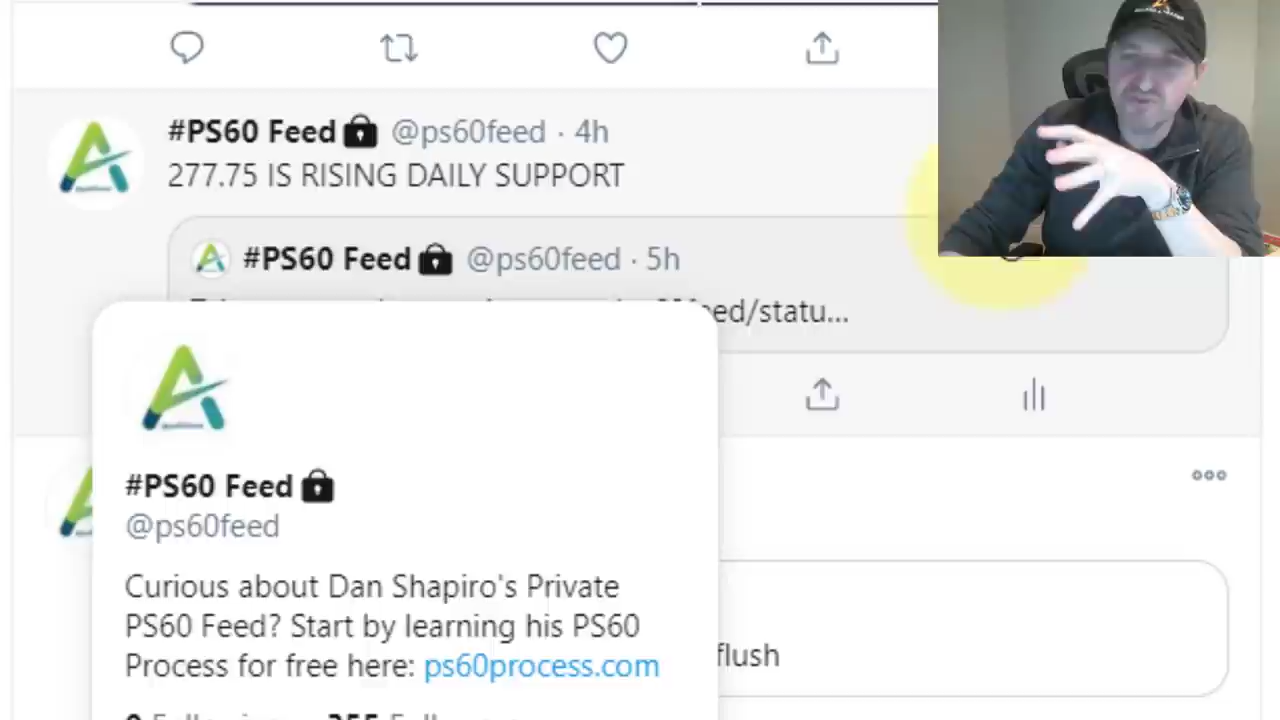 #PS60 Feed @ps60feed · 4h
277.75 IS RISING DAILY SUPPORT
#PS60 Feed @ps60feed · 5h
eed/statu...
#PS60 Feed
@ps60feed
Curious about Dan Shapiro's Private
PS60 Feed? Start by learning his PS60
Process for free here: ps60process.com
flush